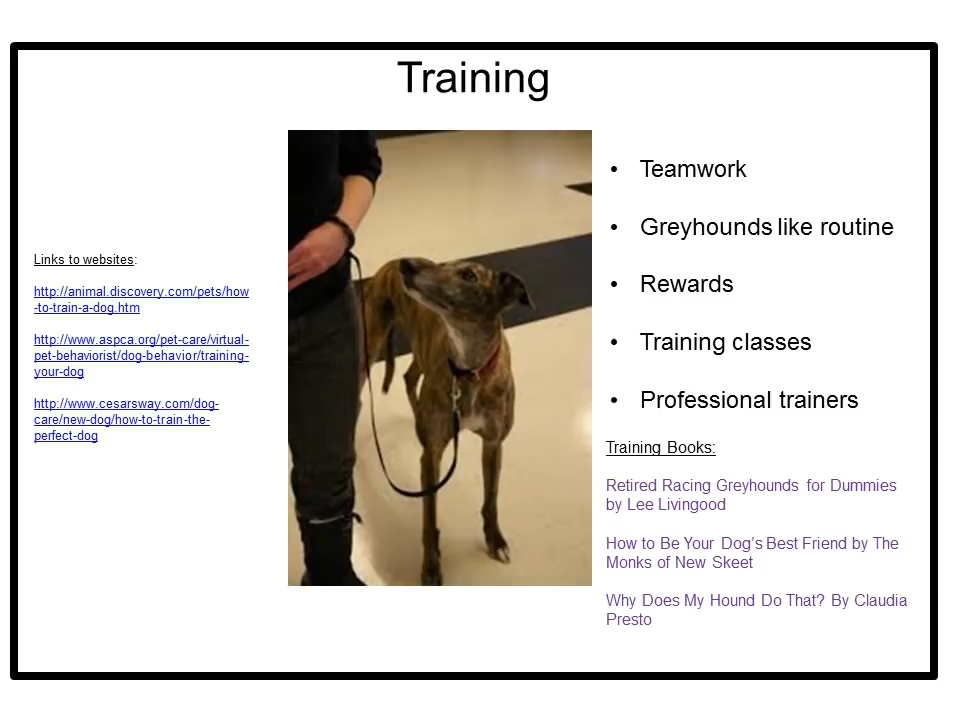 Training
Links to websites:
http://animal.discovery.com/pets/how
-to-train-a-dog.htm
http://www.aspca.org/pet-care/virtual-
pet-behaviorist/dog-behavior/training-
your-dog
http://www.cesarsway.com/dog-
care/new-dog/how-to-train-the-
perfect-dog
• Teamwork
• Greyhounds like routine
• Rewards
• Training classes
• Professional trainers
Training Books:
Retired Racing Greyhounds for Dummies
by Lee Livingood
How to Be Your Dog’s Best Friend by The
Monks of New Skeet
Why Does My Hound Do That? By Claudia
Presto